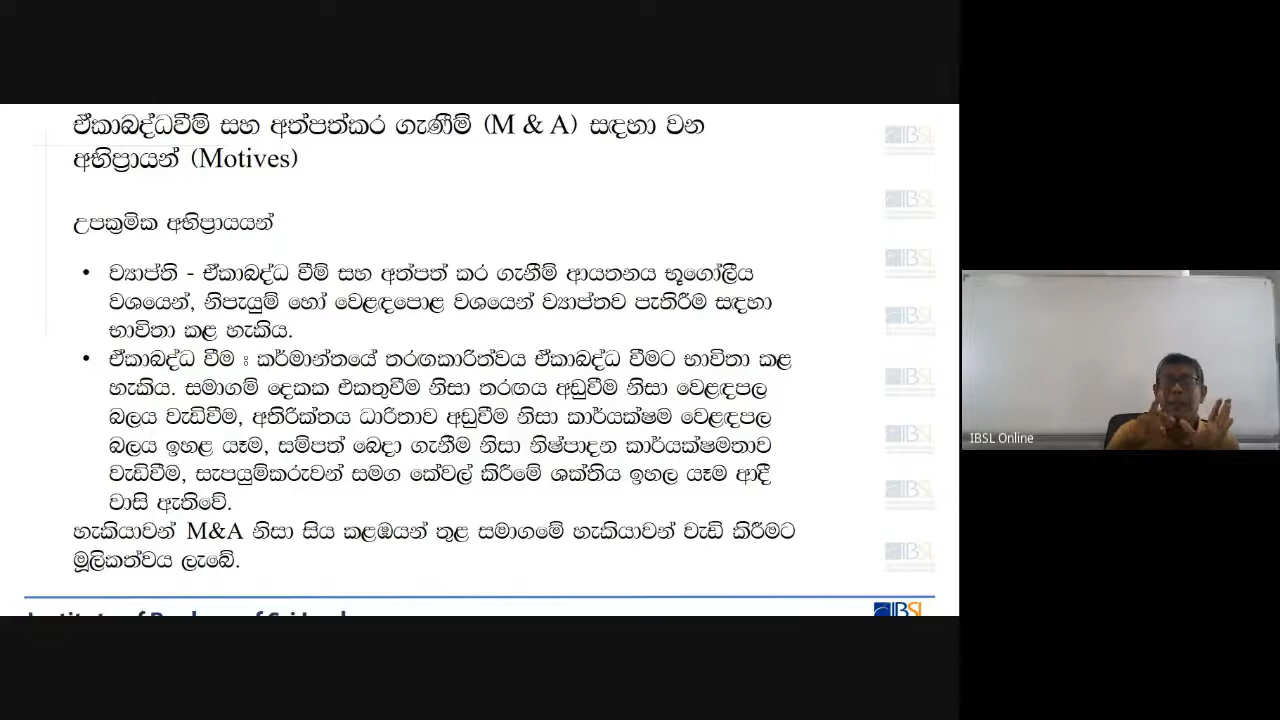 ඒකාබද්ධවීම් සහ අත්පත්කර ගැණීම් (M & A) සඳහා වන
අභිප්‍රායන් (Motives)
උපක්‍රමික අභිප්‍රායයන්
• ව්‍යාප්ති - ඒකාබද්ධ වීම් සහ අත්පත් කර ගැනීම් ආයතනය භූගෝලීය
වශයෙන්, නිපැයුම් හෝ වෙළඳපොළ වශයෙන් ව්‍යාප්තව පැතිරීම සඳහා
භාවිතා කළ හැකිය.
• ඒකාබද්ධ වීම : කර්මාන්තයේ තරඟකාරිත්වය ඒකාබද්ධ වීමට භාවිතා කළ
හැකිය. සමාගම් දෙකක එකතුවීම නිසා තරඟය අඩුවීම නිසා වෙළඳපල
බලය වැඩිවීම, අතිරික්තය ධාරිතාව අඩුවීම නිසා කාර්යක්ෂම වෙළඳපල
බලය ඉහළ යෑම, සම්පත් බෙදා ගැනීම නිසා නිෂ්පාදන කාර්යක්ෂමතාව
වැඩිවීම, සැපයුම්කරුවන් සමග කේවල් කිරීමේ ශක්තිය ඉහල යෑම ආදී
වාසි ඇතිවේ.
හැකියාවන් M&A නිසා සිය කළඹයන් තුළ සමාගමේ හැකියාවන් වැඩි කිරීමට
මූලිකත්වය ලැබේ.
IBSL
IBSL Online